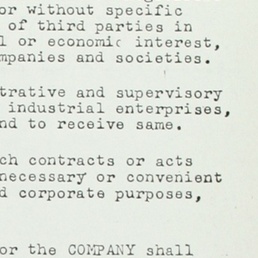 or without specific
of third parties in
l or economic interest,
mpanies and societies.
trative and supervisory
industrial enterprises,
nd to receive same.
ch contracts or acts
necessary or convenient
d corporate purposes,
or the COMPANY shall